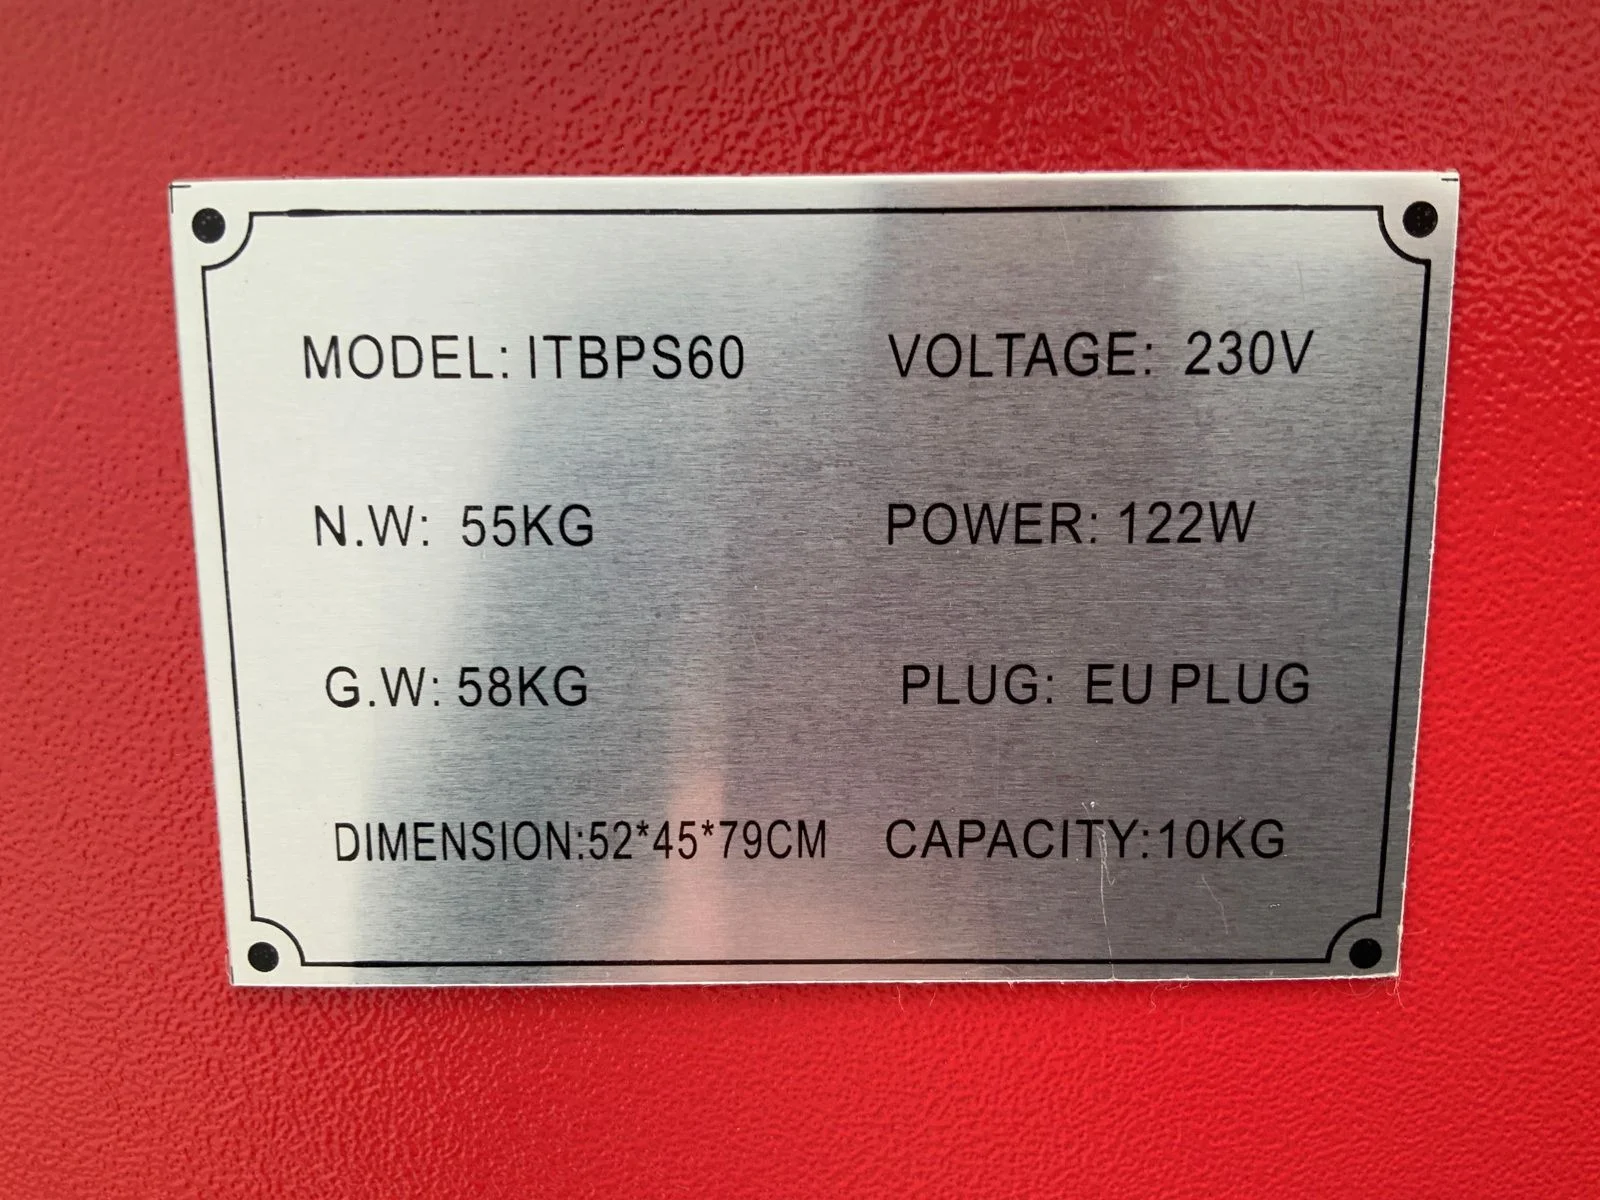 MODEL: ITBPS60
VOLTAGE: 230V
N.W: 55KG
POWER: 122W
G.W: 58KG
PLUG: EU PLUG
DIMENSION:52*45*79CM
CAPACITY:10KG